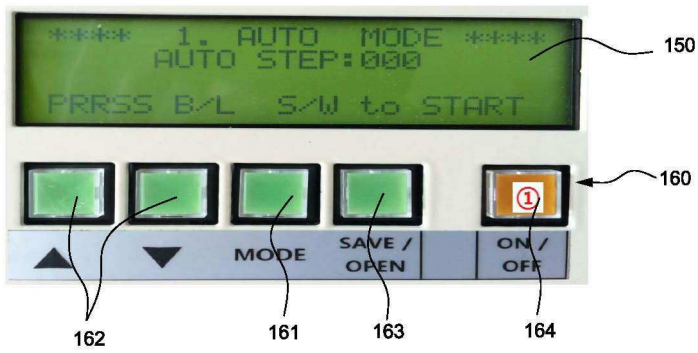 **** 1. AUTO MODE ****
AUTO STEP:000
PRRSS B/L S/W to START
150
①
160
▲ ▼ MODE SAVE / OPEN ON / OFF
162 161 163 164